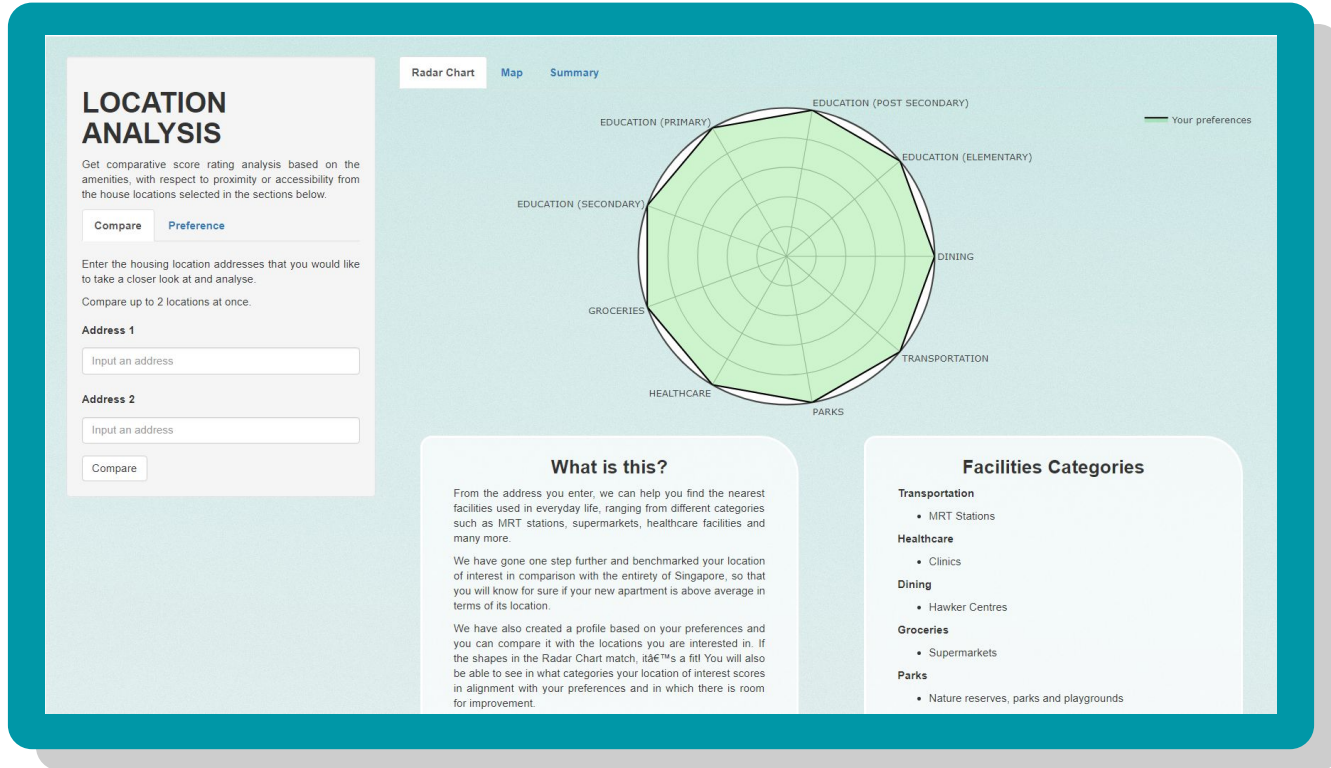 LOCATION
ANALYSIS
Get comparative score rating analysis based on the
amenities, with respect to proximity or accessibility from
the house locations selected in the sections below.
Compare
Preference
Enter the housing location addresses that you would like
to take a closer look at and analyse.
Compare up to 2 locations at once.
Address 1
Input an address
Address 2
Input an address
Compare
Radar Chart
Map
Summary
EDUCATION (POST SECONDARY)
EDUCATION (PRIMARY)
Your preferences
EDUCATION (ELEMENTARY)
EDUCATION (SECONDARY)
DINING
GROCERIES
TRANSPORTATION
HEALTHCARE
PARKS
What is this?
From the address you enter, we can help you find the nearest
facilities used in everyday life, ranging from different categories
such as MRT stations, supermarkets, healthcare facilities and
many more.
We have gone one step further and benchmarked your location
of interest in comparison with the entirety of Singapore, so that
you will know for sure if your new apartment is above average in
terms of its location.
We have also created a profile based on your preferences and
you can compare it with the locations you are interested in. If
the shapes in the Radar Chart match, itâ€™s a fit! You will also
be able to see in what categories your location of interest scores
in alignment with your preferences and in which there is room
for improvement.
Facilities Categories
Transportation
• MRT Stations
Healthcare
• Clinics
Dining
• Hawker Centres
Groceries
• Supermarkets
Parks
• Nature reserves, parks and playgrounds